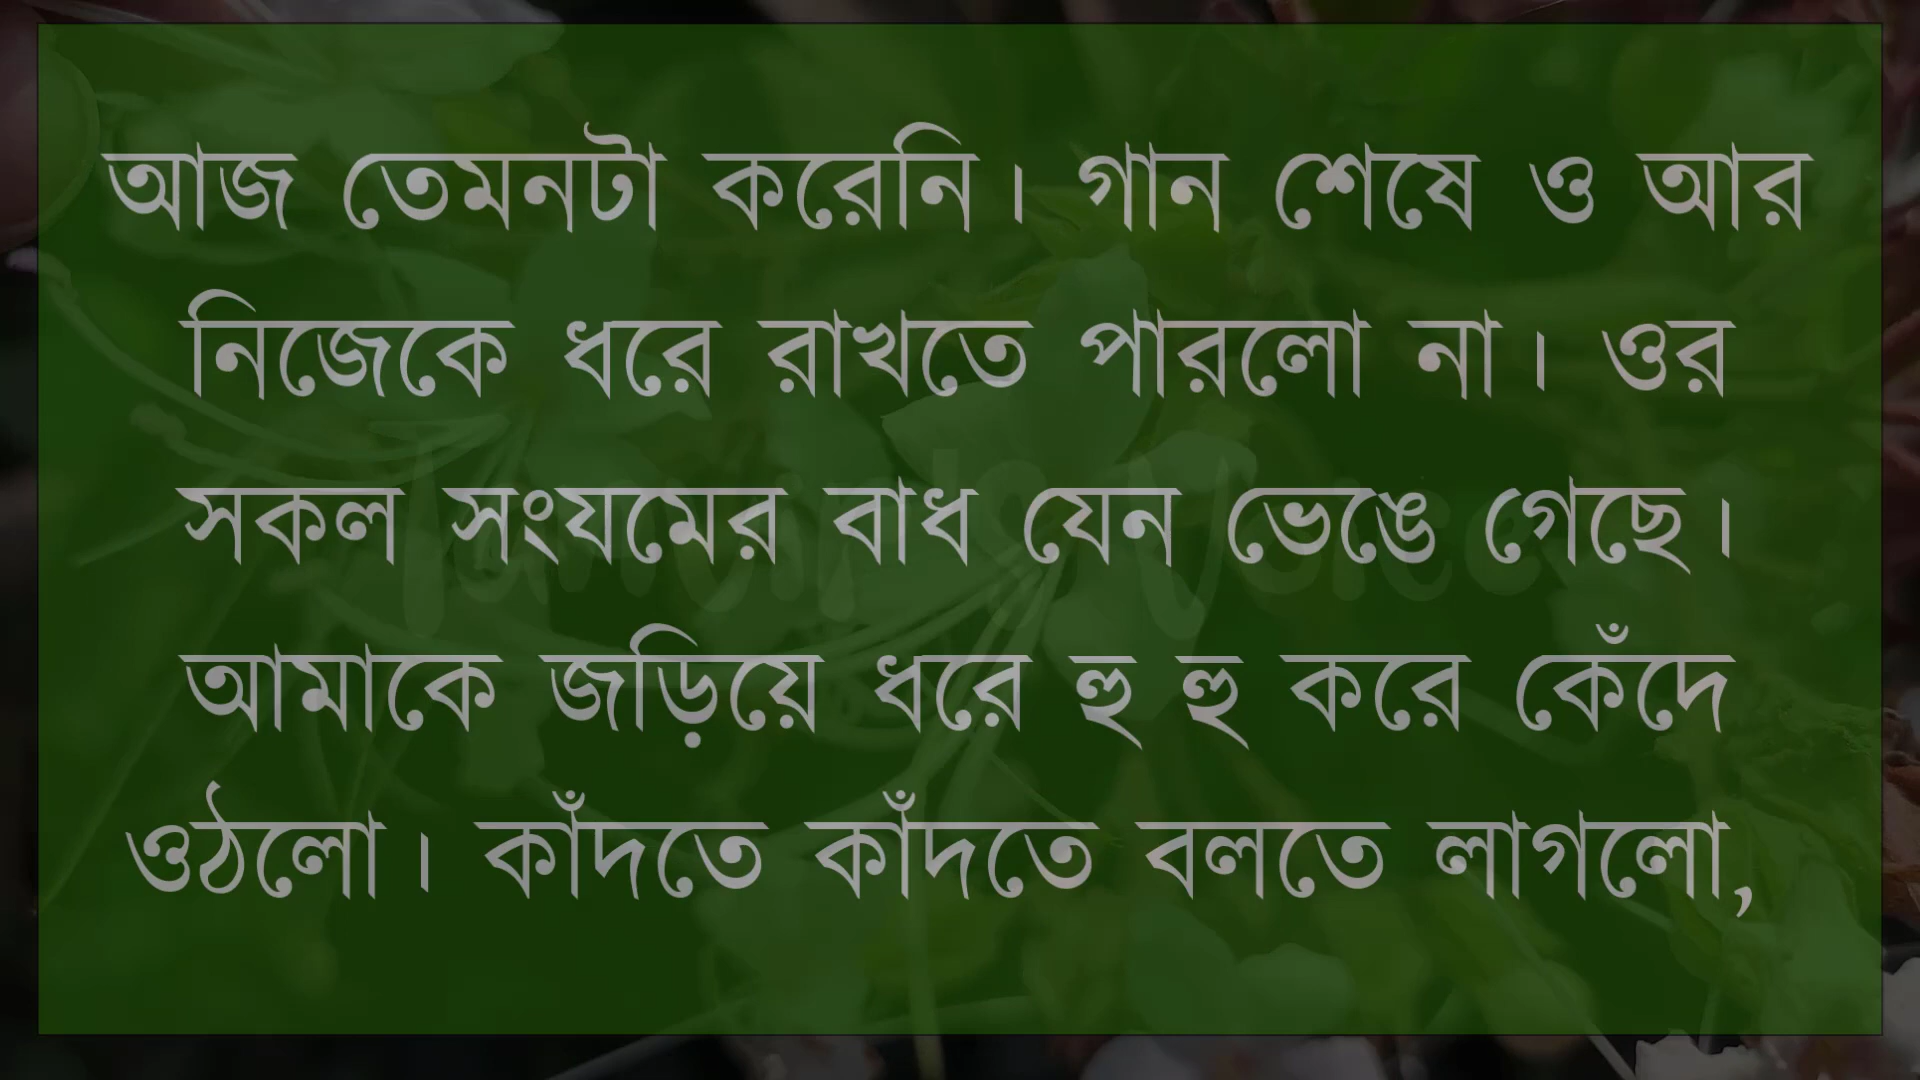 আজ তেমনটা করেনি। গান শেষে ও আর
নিজেকে ধরে রাখতে পারলো না। ওর
সকল সংযমের বাধ যেন ভেঙে গেছে।
আমাকে জড়িয়ে ধরে হু হু করে কেঁদে
ওঠলো। কাঁদতে কাঁদতে বলতে লাগলো,